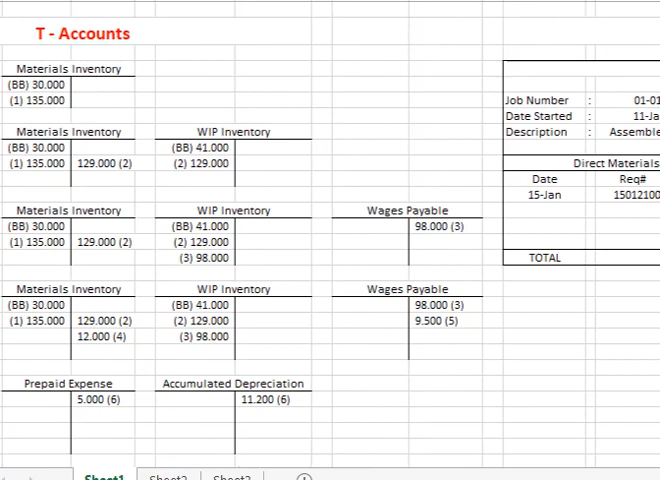 T - Accounts
Materials Inventory
(BB) 30.000
(1) 135.000
Job Number : 01-01
Date Started : 11-Ja
Materials Inventory WIP Inventory Description : Assemble
(BB) 30.000 (BB) 41.000
(1) 135.000 129.000 (2) (2) 129.000 Direct Materials
Date Req#
15-Jan 15012100
Materials Inventory WIP Inventory Wages Payable
(BB) 30.000 (BB) 41.000 98.000 (3)
(1) 135.000 129.000 (2) (2) 129.000
(3) 98.000 TOTAL
Materials Inventory WIP Inventory Wages Payable
(BB) 30.000 (BB) 41.000 98.000 (3)
(1) 135.000 129.000 (2) (2) 129.000 9.500 (5)
12.000 (4) (3) 98.000
Prepaid Expense Accumulated Depreciation
5.000 (6) 11.200 (6)
Sheet1 Sheet2 Sheet3